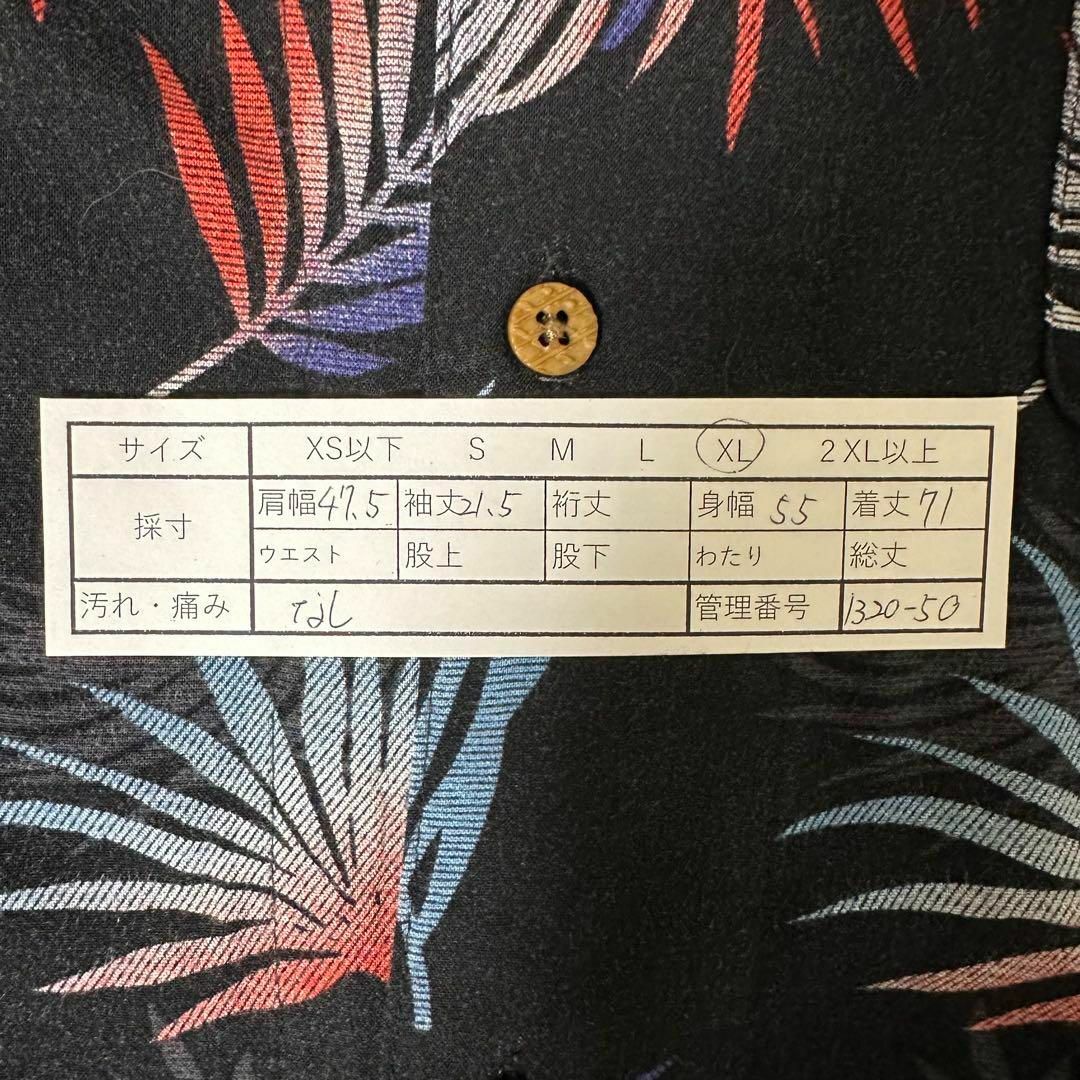 サイズ XS以下 S M L XL 2XL以上
採寸 肩幅47.5 袖丈21.5 裄丈 身幅 55 着丈71
ウエスト 股上 股下 わたり 総丈
汚れ・痛み なし 管理番号 1320-50